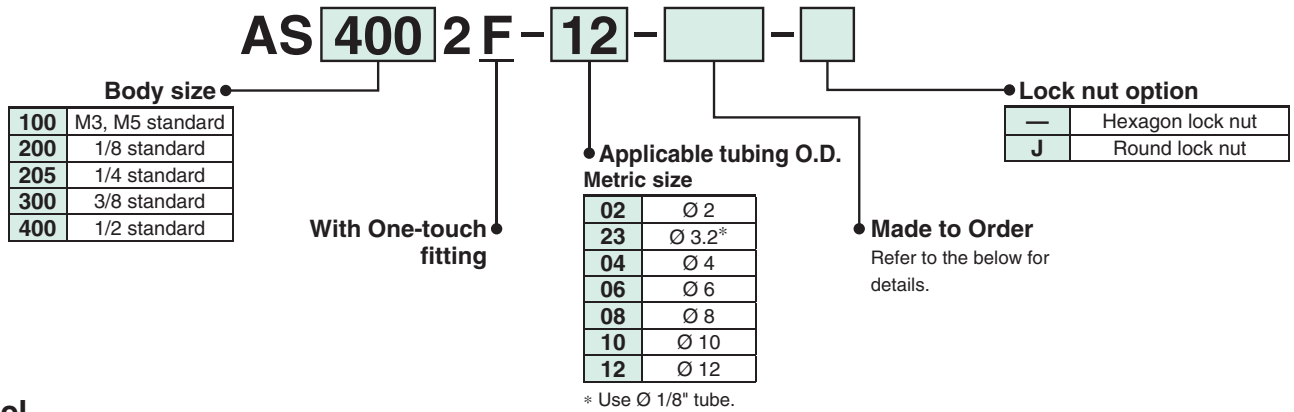 AS 400 2 F – 12 – –
Body size
100 M3, M5 standard
200 1/8 standard
205 1/4 standard
300 3/8 standard
400 1/2 standard
With One-touch
fitting
Applicable tubing O.D.
Metric size
02 Ø 2
23 Ø 3.2*
04 Ø 4
06 Ø 6
08 Ø 8
10 Ø 10
12 Ø 12
* Use Ø 1/8" tube.
Made to Order
Refer to the below for
details.
Lock nut option
— Hexagon lock nut
J Round lock nut